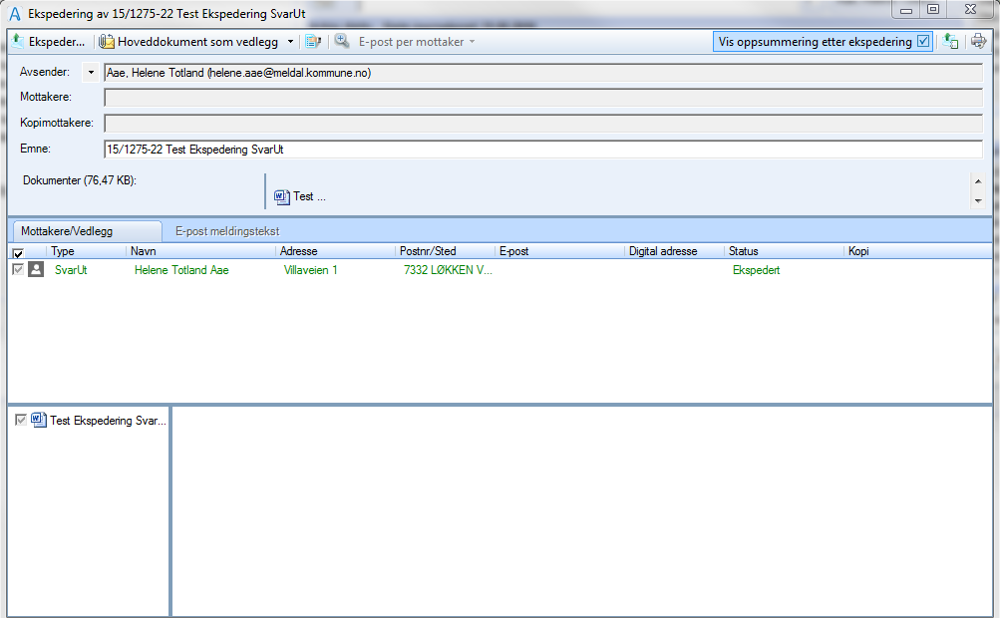 Ekspedering av 15/1275-22 Test Ekspedering SvarUt
Ekspeder... Hoveddokument som vedlegg E-post per mottaker Vis oppsummering etter ekspedering
Avsender: Aae, Helene Totland (helene.aae@meldal.kommune.no)
Mottakere:
Kopimottakere:
Emne: 15/1275-22 Test Ekspedering SvarUt
Dokumenter (76,47 KB):
Test ...
Mottakere/Vedlegg E-post meldingstekst
Type Navn Adresse Postnr/Sted E-post Digital adresse Status Kopi
SvarUt Helene Totland Aae Villaveien 1 7332 LØKKEN V... Ekspedert
Test Ekspedering Svar...